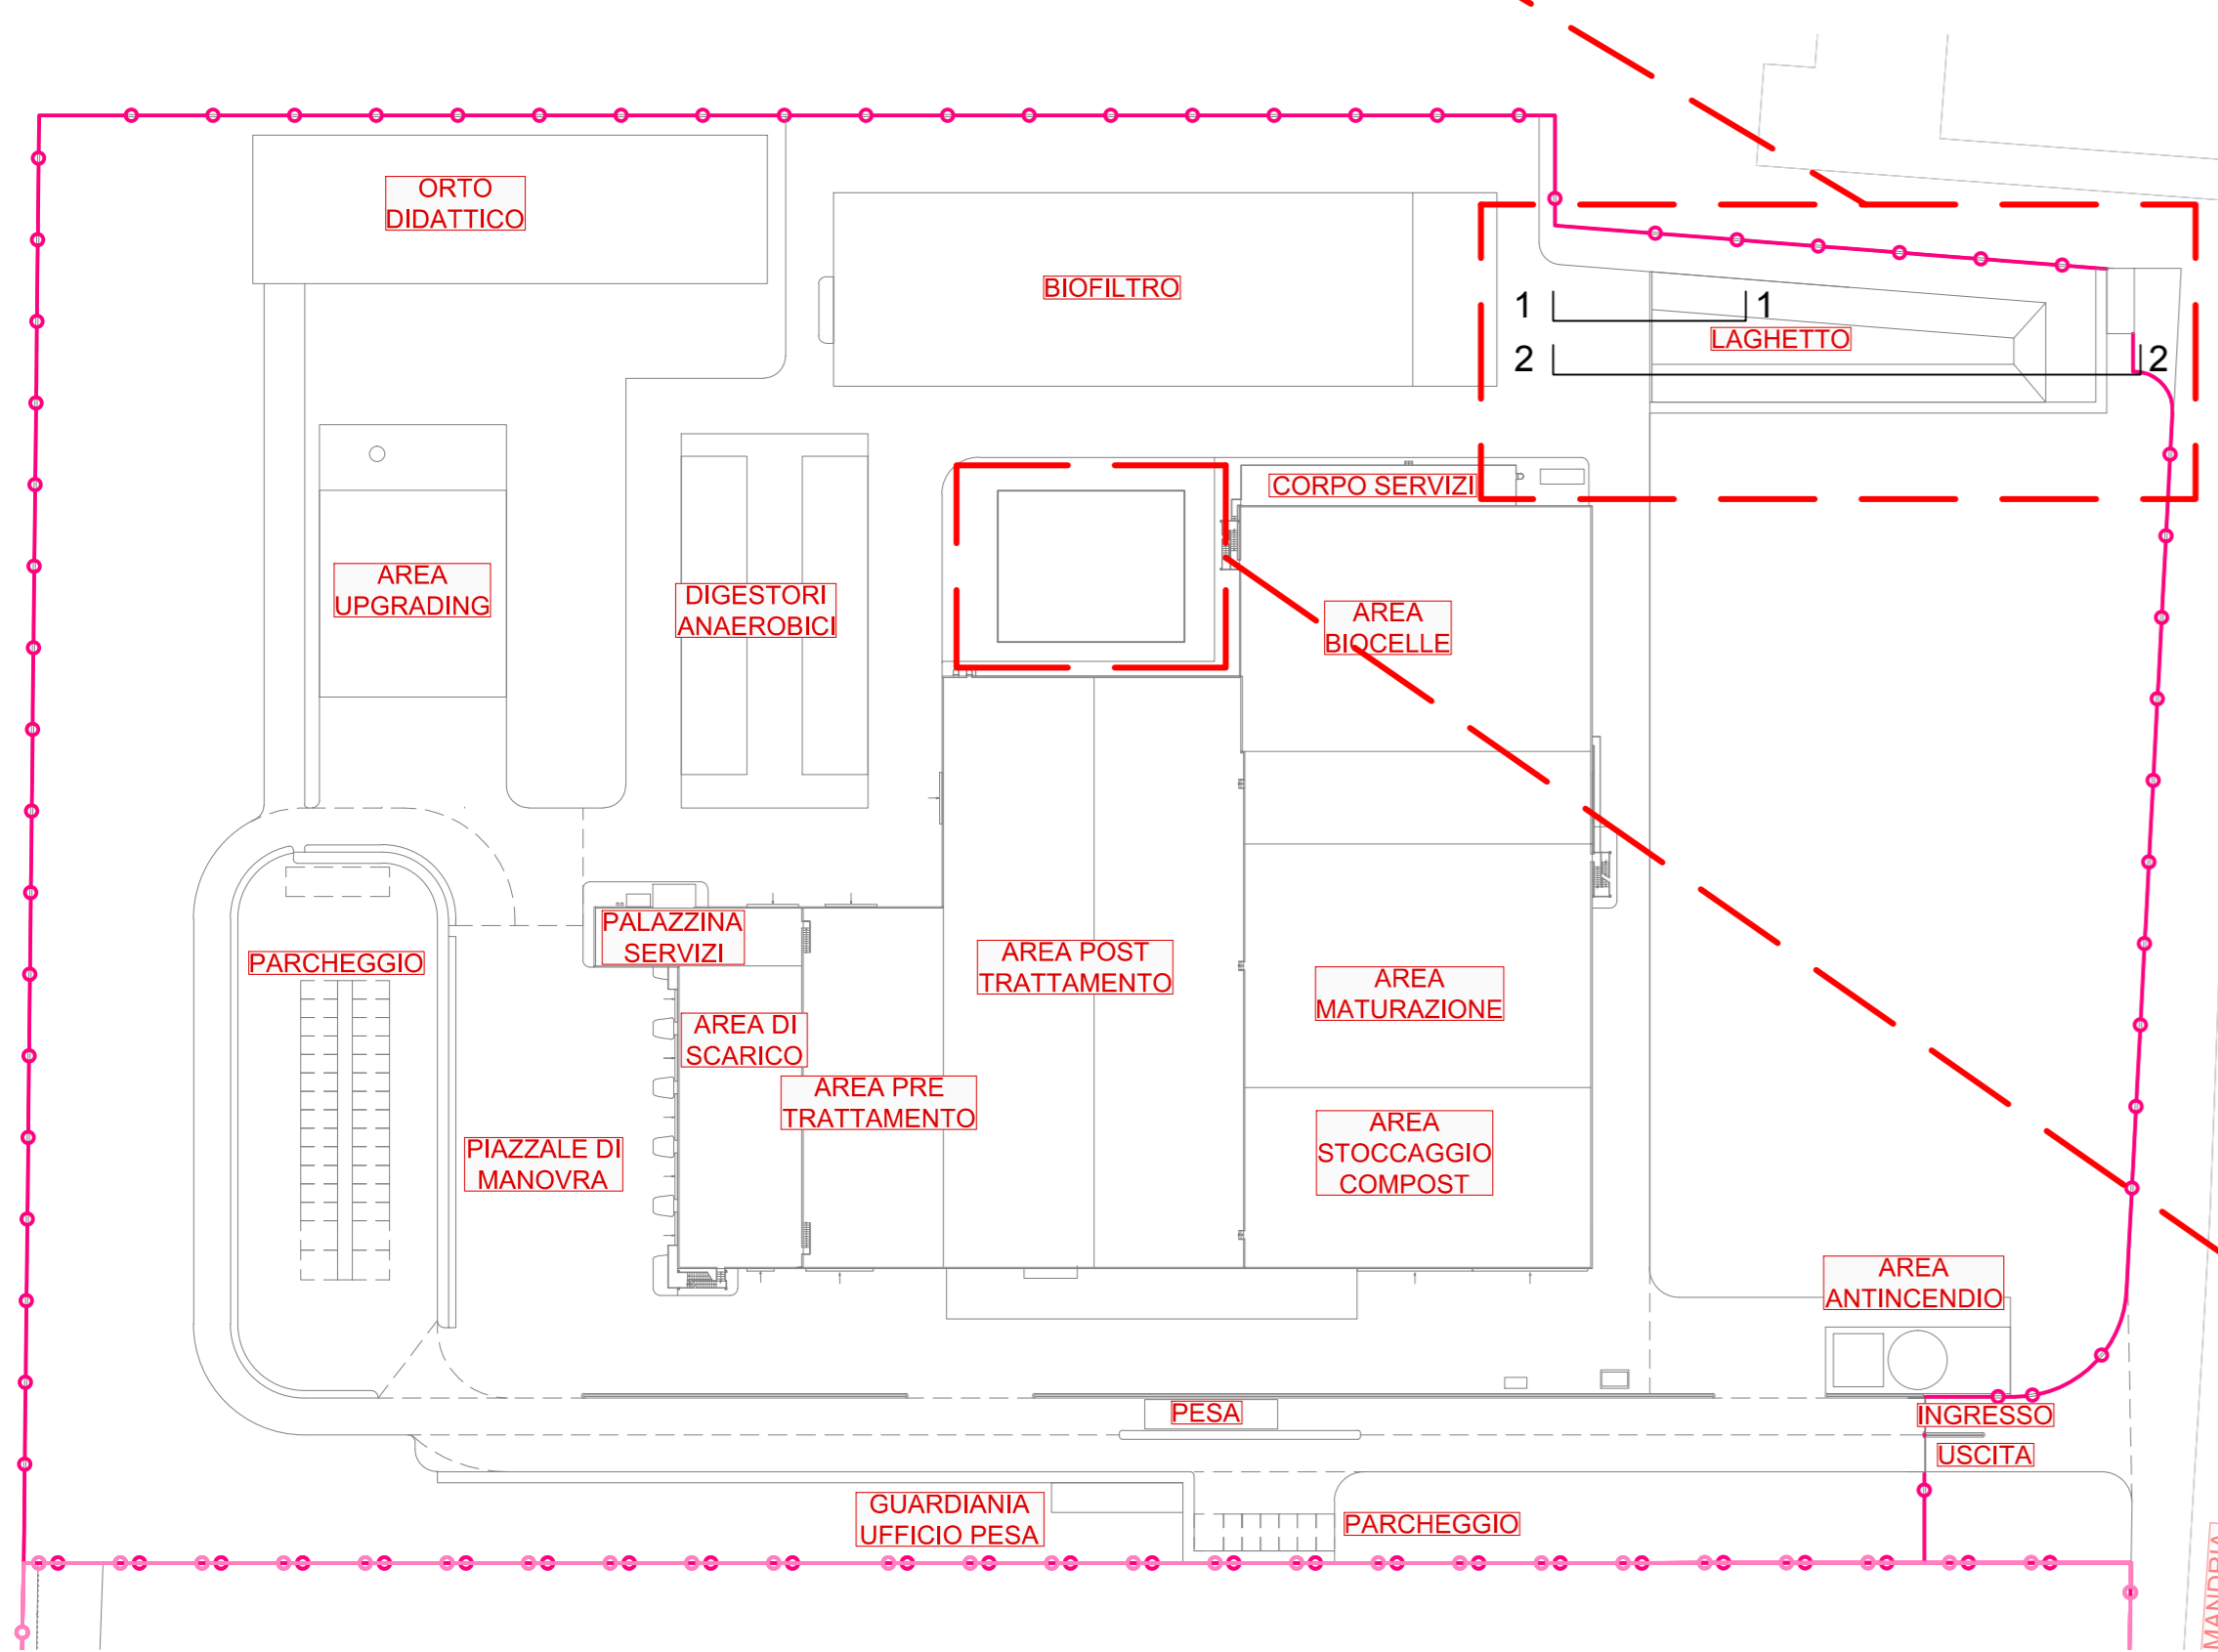 ORTO
DIDATTICO
BIOFILTRO
1
1
LAGHETTO
2
2
CORPO SERVIZI
AREA
UPGRADING
DIGESTORI
ANAEROBICI
AREA
BIOCELLE
PALAZZINA
SERVIZI
PARCHEGGIO
AREA POST
TRATTAMENTO
AREA
MATURAZIONE
AREA DI
SCARICO
AREA PRE
TRATTAMENTO
PIAZZALE DI
MANOVRA
AREA
STOCCAGGIO
COMPOST
AREA
ANTINCENDIO
PESA
INGRESSO
USCITA
GUARDIANIA
UFFICIO PESA
PARCHEGGIO
MANDRIA